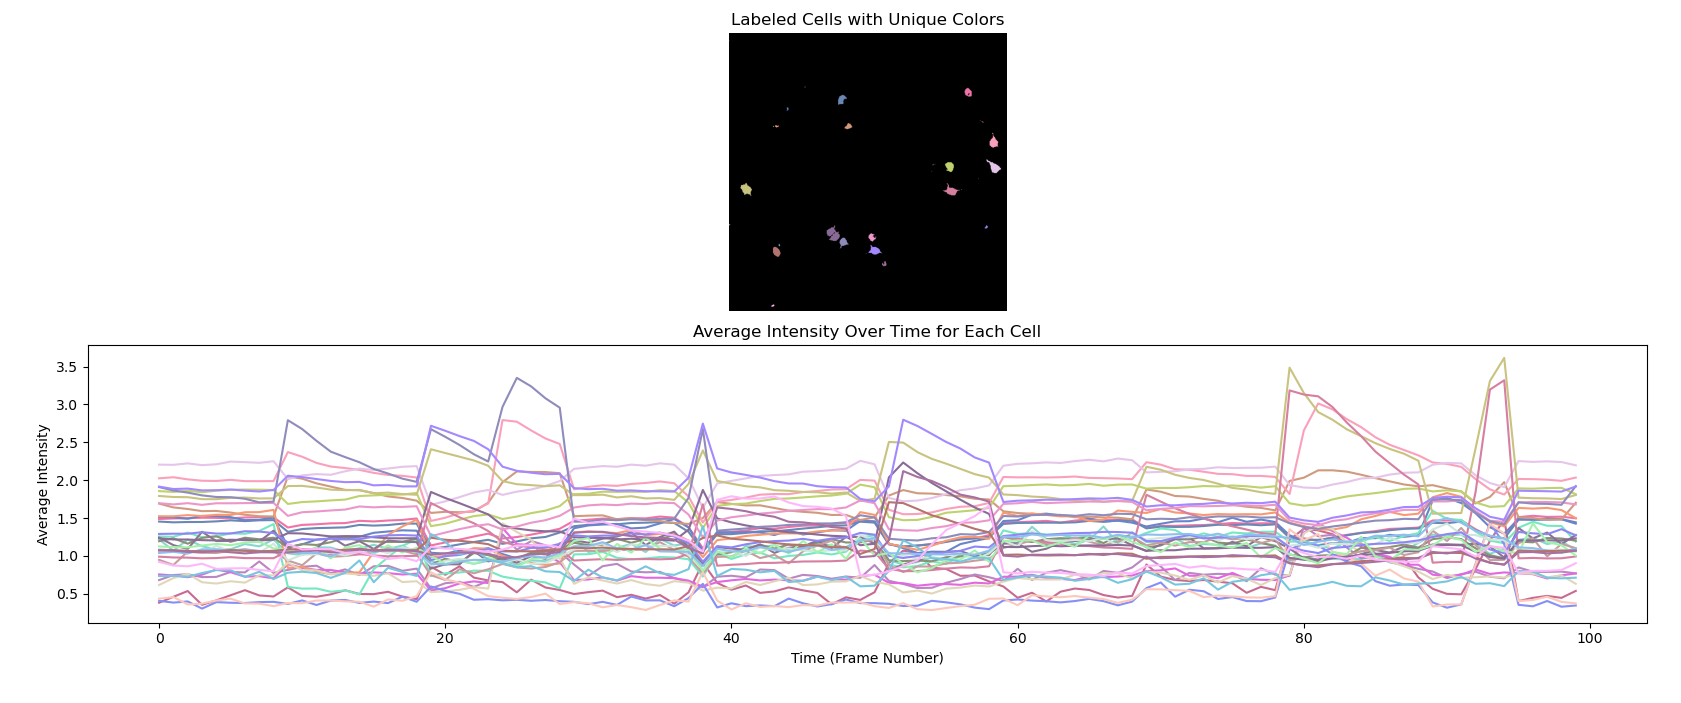 Labeled Cells with Unique Colors
Average Intensity Over Time for Each Cell
Average Intensity
3.5
3.0
2.5
2.0
1.5
1.0
0.5
0 20 40 60 80 100
Time (Frame Number)